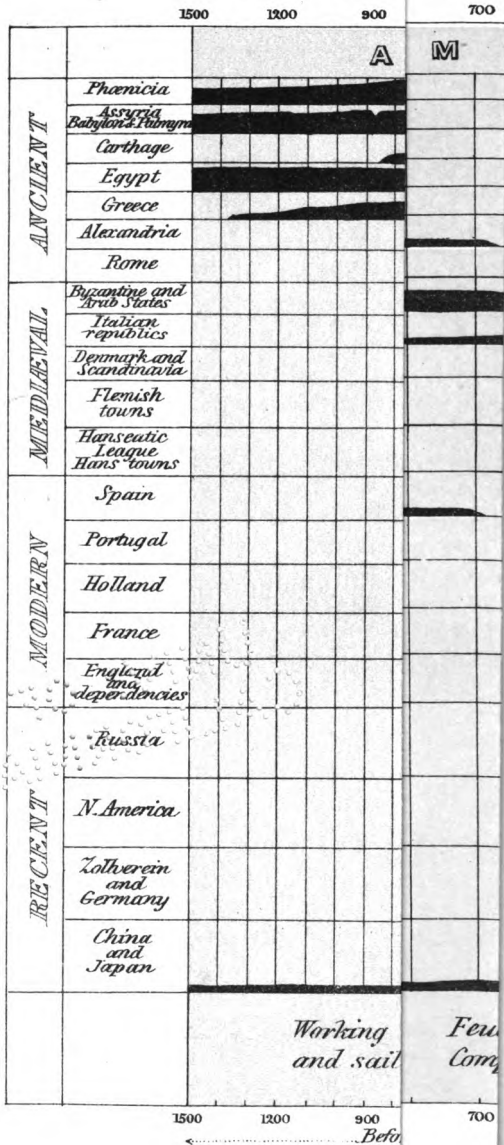 1500 1200 900 700
A M
ANCIENT
Phœnicia
Assyria
Babylon & Palmyra
Carthage
Egypt
Greece
Alexandria
Rome
MEDIÆVAL
Byzantine and
Arab States
Italian
republics
Denmark and
Scandinavia
Flemish
towns
Hanseatic
League
Hans towns
MODERN
Spain
Portugal
Holland
France
England
and
dependencies
RECENT
Russia
N. America
Zollverein
and
Germany
China
and
Japan
Working
and sail
Feu
Comp
1500 1200 900 700
Befo